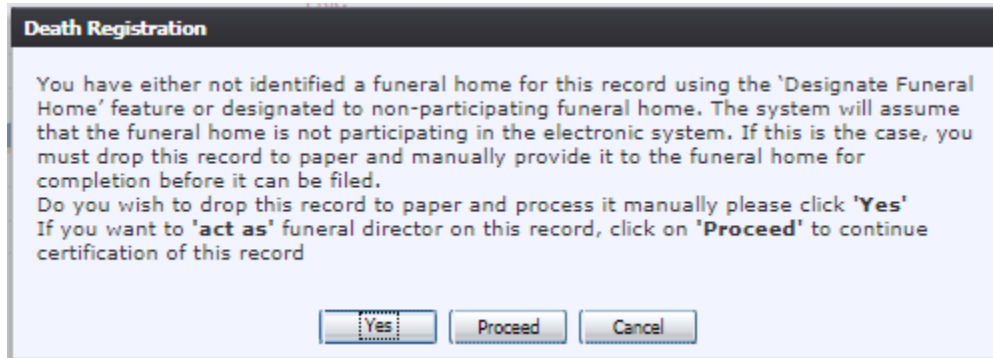 Death Registration
You have either not identified a funeral home for this record using the ‘Designate Funeral
Home’ feature or designated to non-participating funeral home. The system will assume
that the funeral home is not participating in the electronic system. If this is the case, you
must drop this record to paper and manually provide it to the funeral home for
completion before it can be filed.
Do you wish to drop this record to paper and process it manually please click 'Yes'
If you want to 'act as' funeral director on this record, click on 'Proceed' to continue
certification of this record
Yes Proceed Cancel